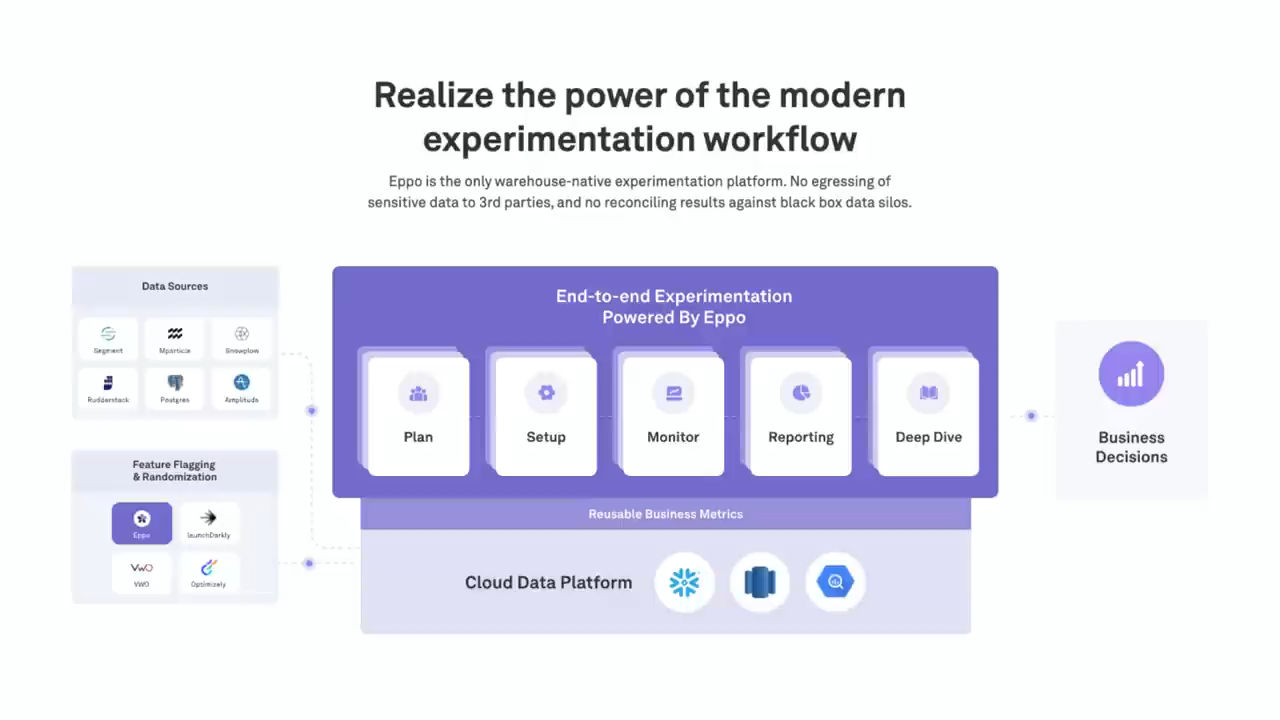 Realize the power of the modern
experimentation workflow
Eppo is the only warehouse-native experimentation platform. No egressing of
sensitive data to 3rd parties, and no reconciling results against black box data silos.
Data Sources
Segment
Mparticle
Snowplow
Rudderstack
Postgres
Amplitude
Feature Flagging
& Randomization
Eppo
launchDarkly
VWO
VWO
Optimizely
End-to-end Experimentation
Powered By Eppo
Plan
Setup
Monitor
Reporting
Deep Dive
Reusable Business Metrics
Cloud Data Platform
Business
Decisions